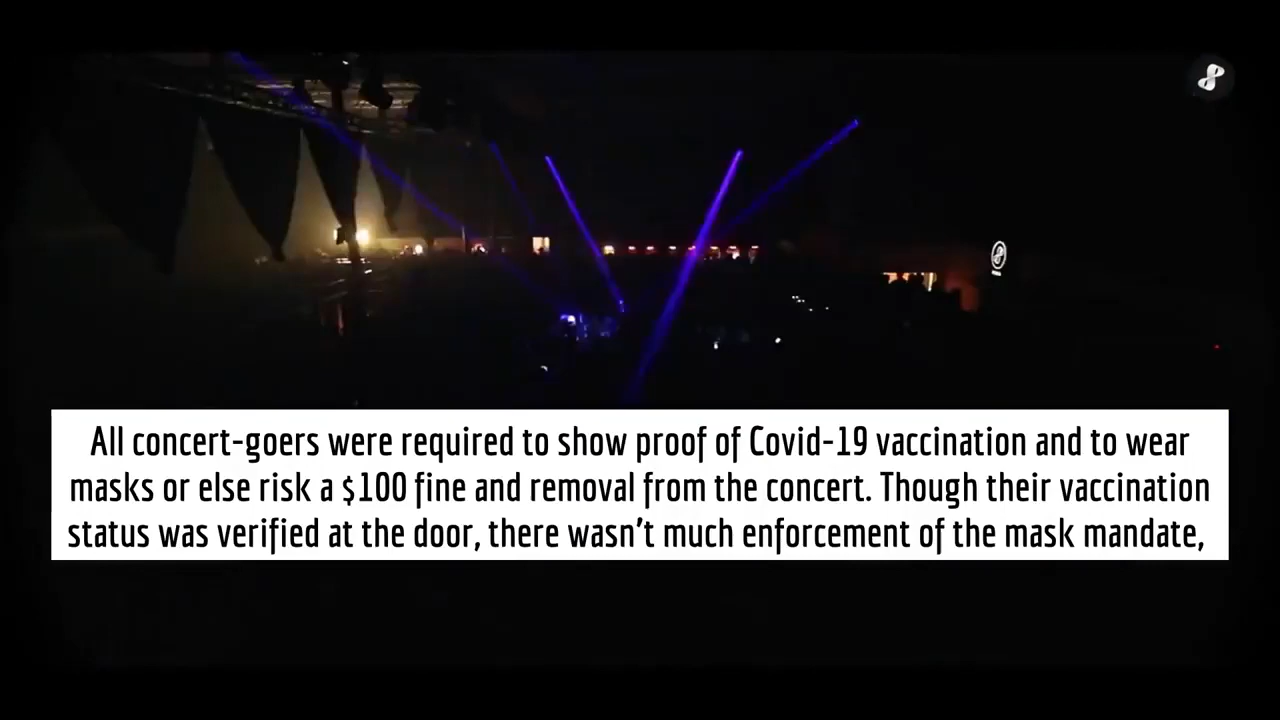 All concert-goers were required to show proof of Covid-19 vaccination and to wear
masks or else risk a $100 fine and removal from the concert. Though their vaccination
status was verified at the door, there wasn't much enforcement of the mask mandate,